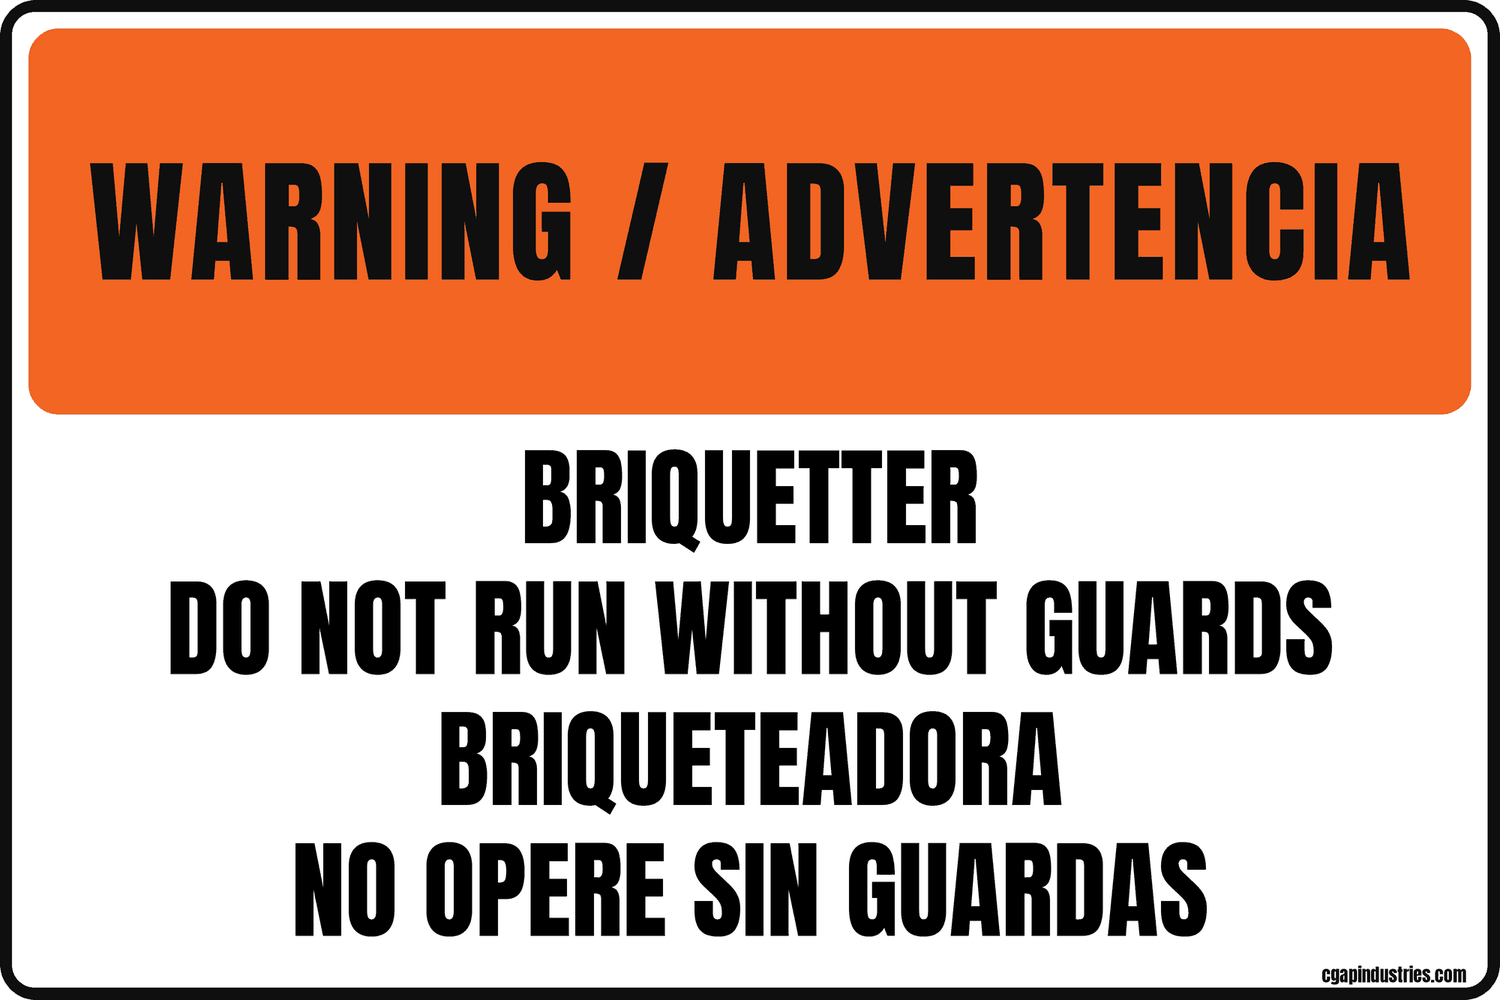 WARNING / ADVERTENCIA
BRIQUETTER
DO NOT RUN WITHOUT GUARDS
BRIQUETEADORA
NO OPERE SIN GUARDAS
cgapindustries.com